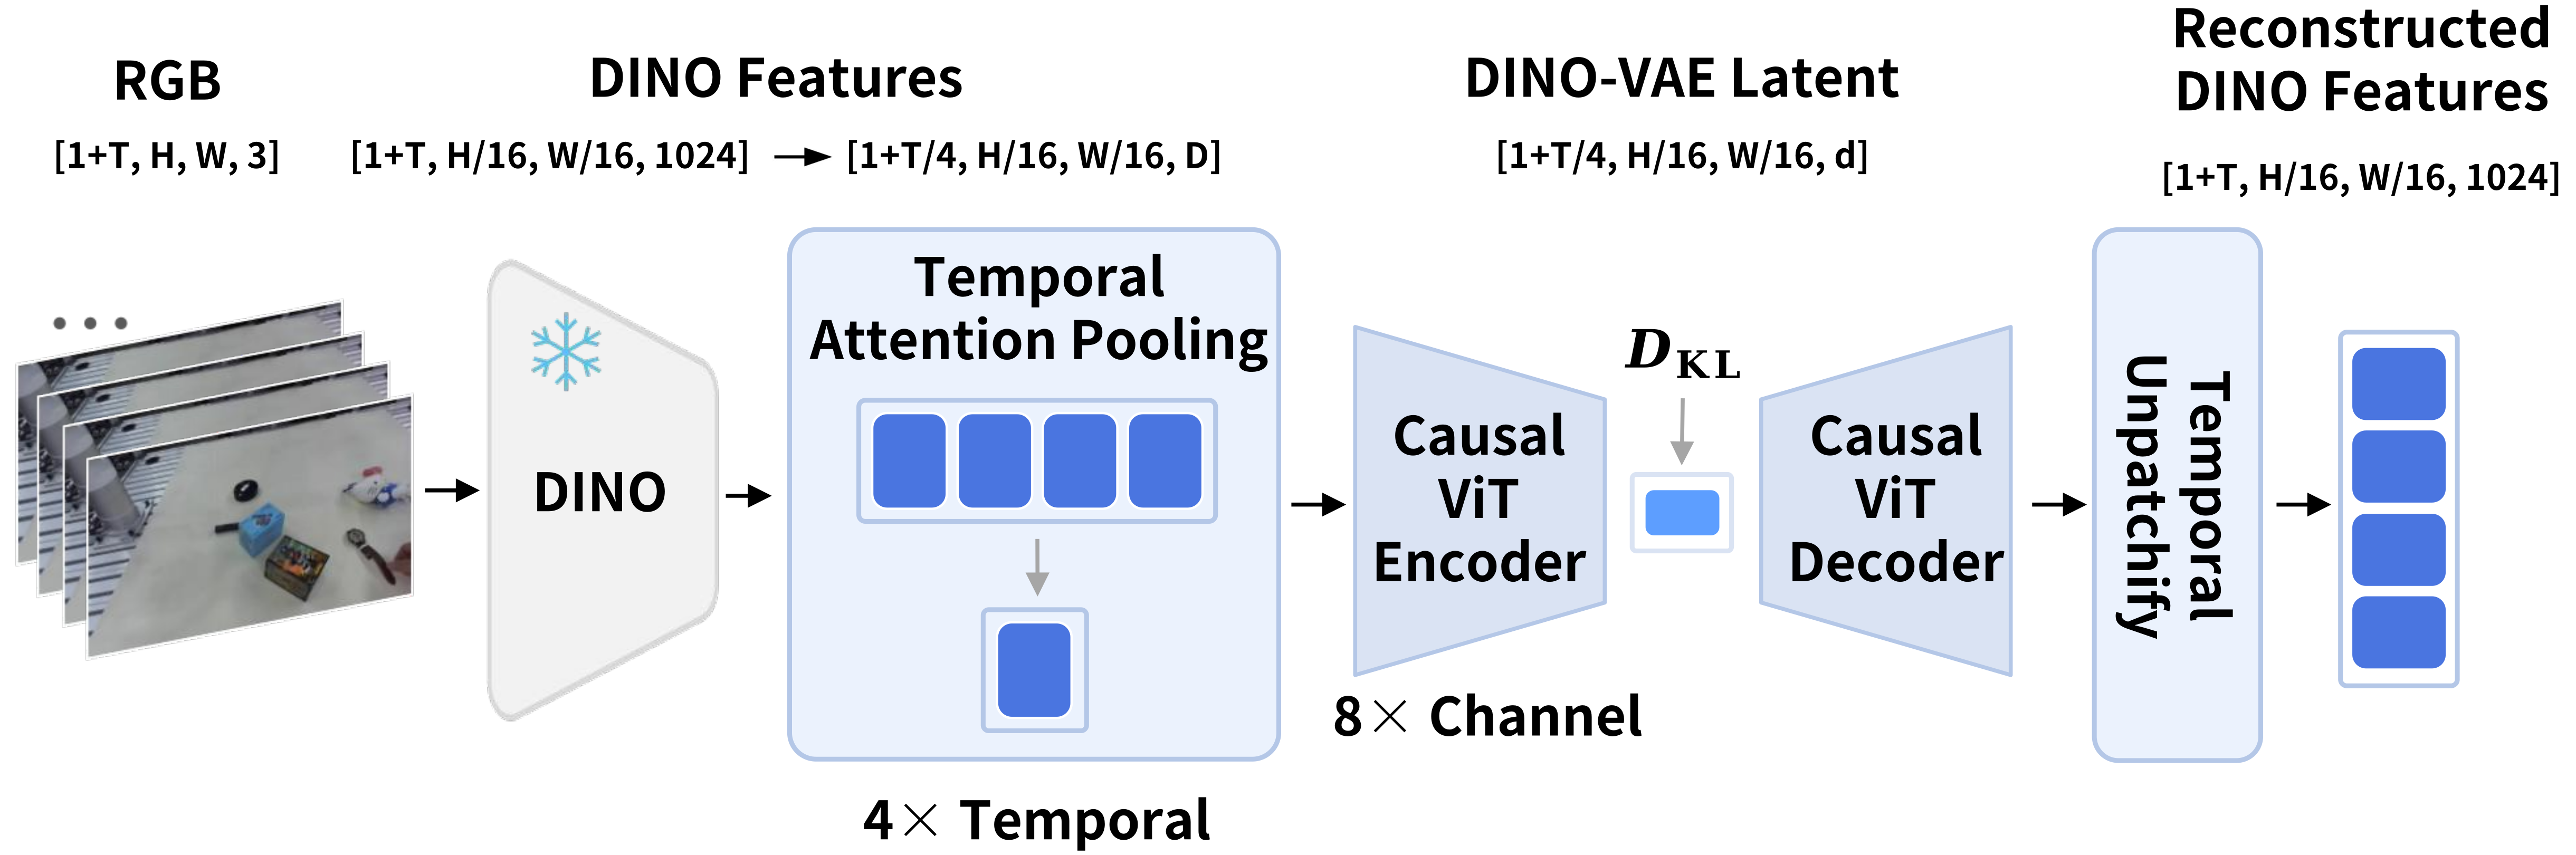 RGB
[1+T, H, W, 3]
DINO Features
[1+T, H/16, W/16, 1024] → [1+T/4, H/16, W/16, D]
DINO-VAE Latent
[1+T/4, H/16, W/16, d]
Reconstructed
DINO Features
[1+T, H/16, W/16, 1024]
DINO
Temporal
Attention Pooling
4× Temporal
Causal
ViT
Encoder
8× Channel
D_KL
Causal
ViT
Decoder
Temporal
Unpatchify